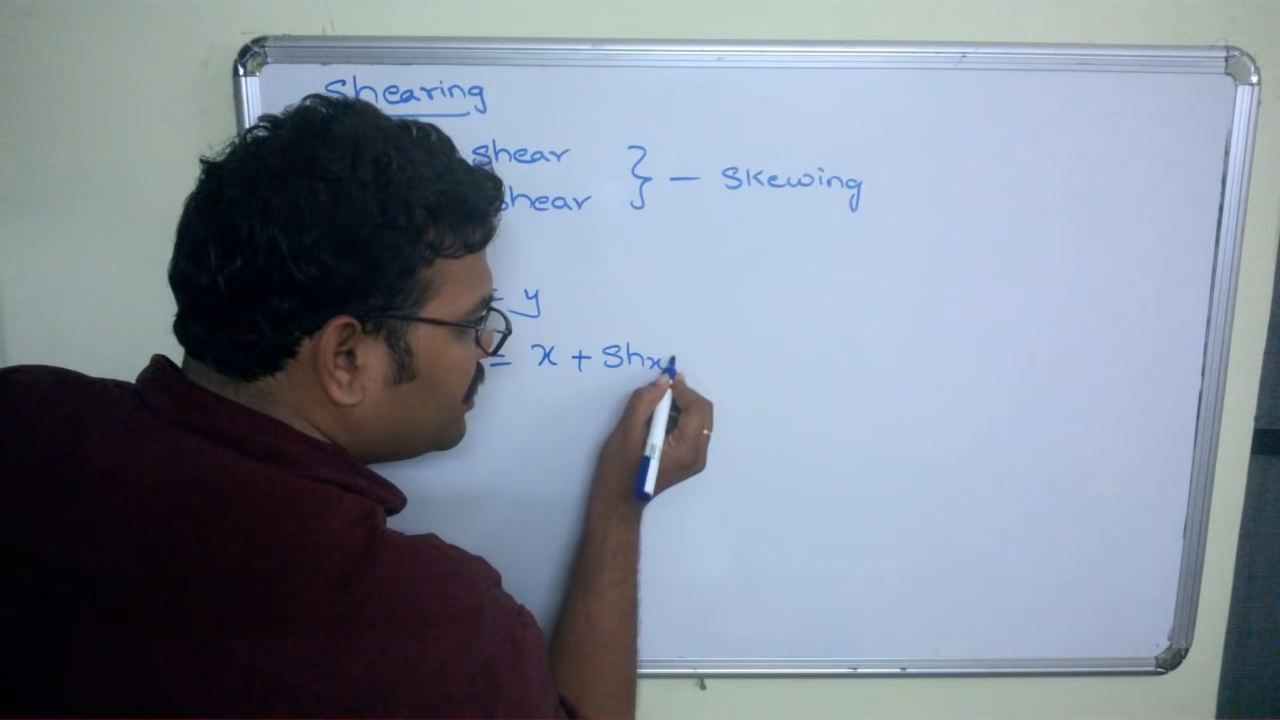 Shearing
shear
shear } - Skewing
= y
= x + Shx